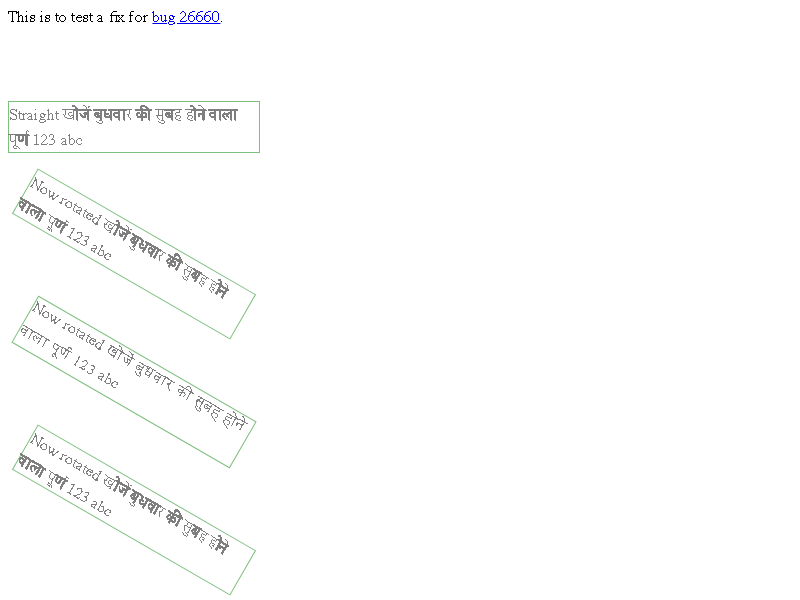 This is to test a fix for bug 26660.
Straight खोजें बुधवार की सुबह होने वाला
पूर्ण 123 abc
Now rotated खोजें बुधवार की सुबह होने
वाला पूर्ण 123 abc
Now rotated खोजे बुधवार की सुबह होने
वाला पूर्ण 123 abc
Now rotated खोजें बुधवार की सुबह होने
वाला पूर्ण 123 abc